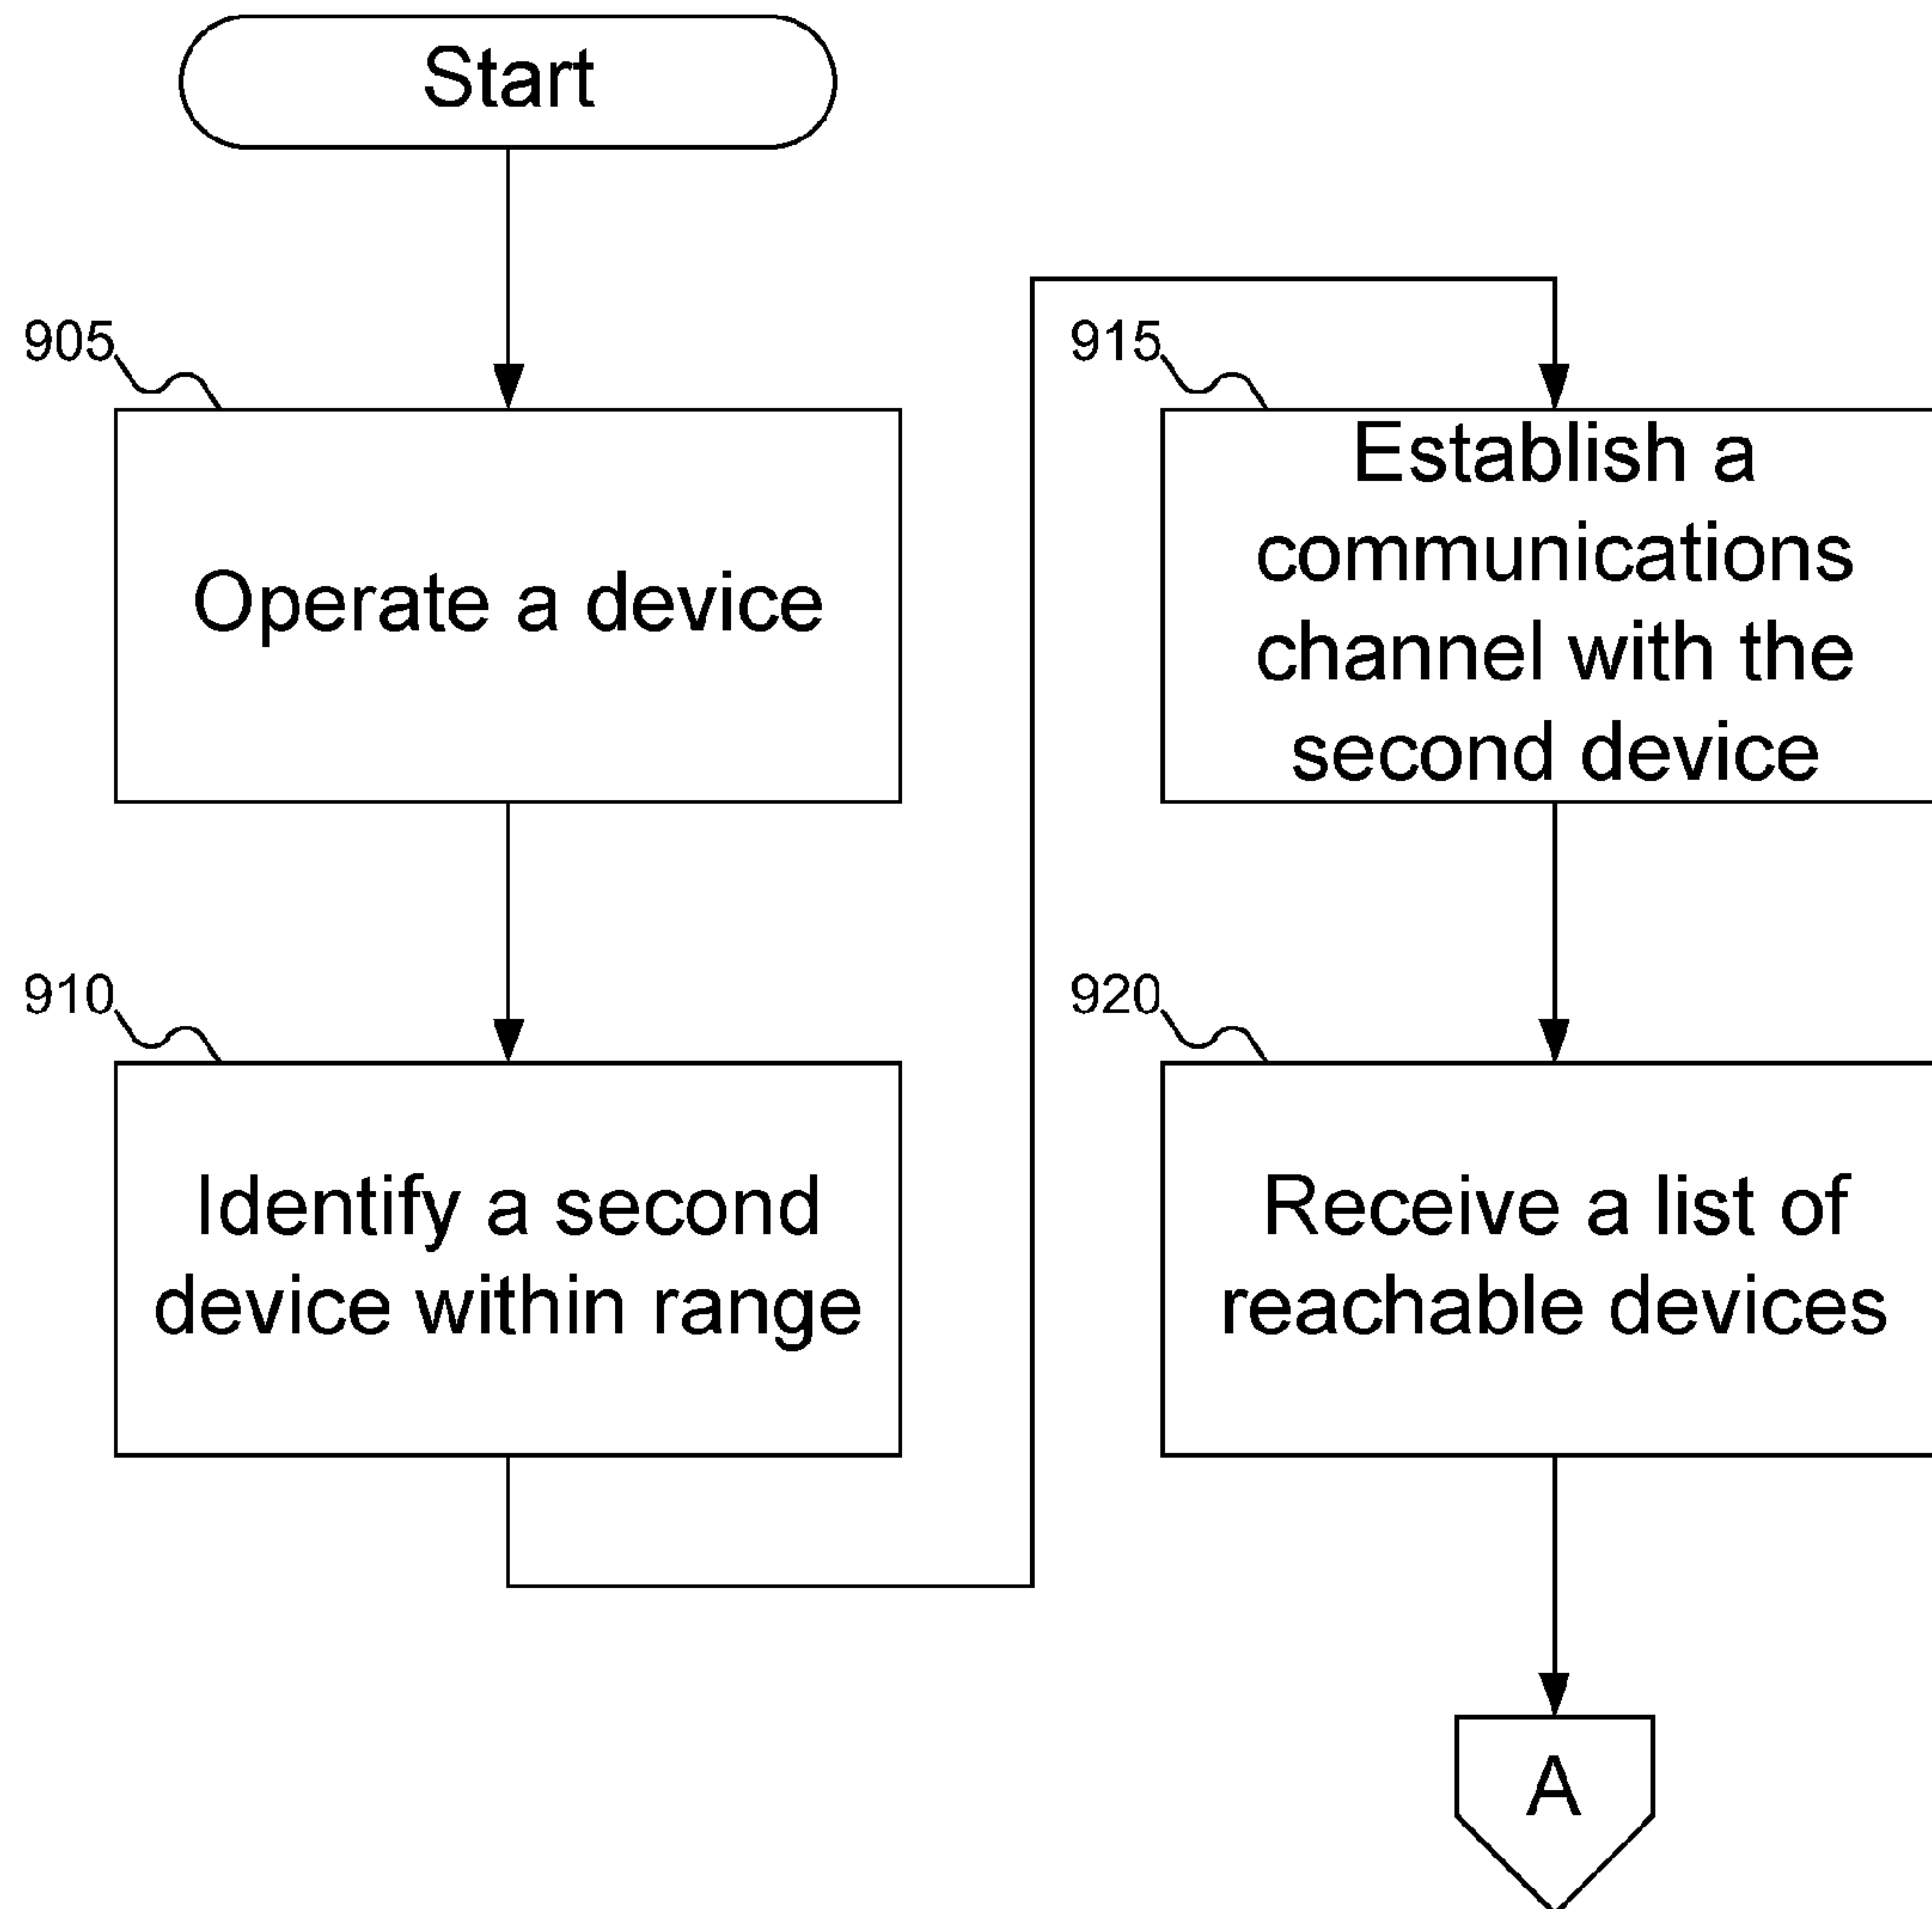 Start
905
Operate a device
910
Identify a second
device within range
915
Establish a
communications
channel with the
second device
920
Receive a list of
reachable devices
A